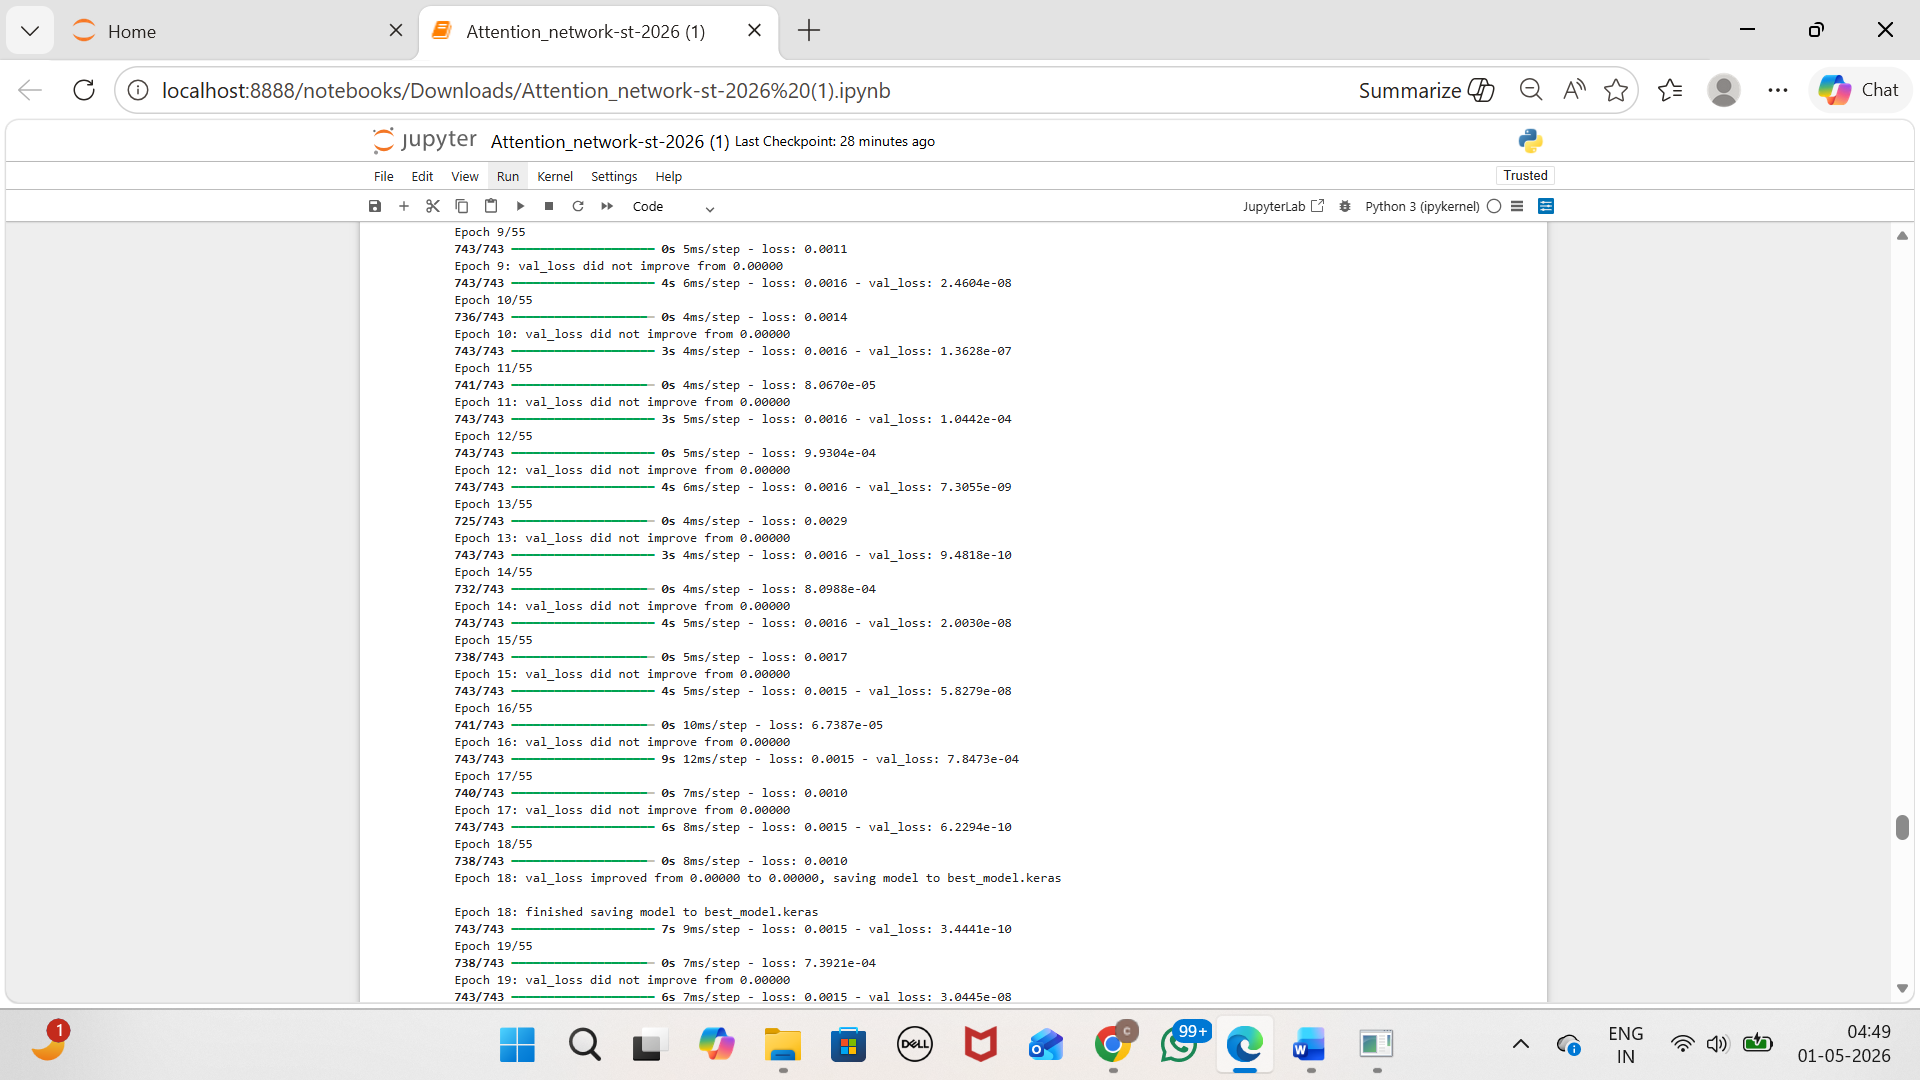 Home
Attention_network-st-2026 (1)
localhost:8888/notebooks/Downloads/Attention_network-st-2026%20(1).ipynb
Summarize
Chat
jupyter Attention_network-st-2026 (1) Last Checkpoint: 28 minutes ago
File Edit View Run Kernel Settings Help
Trusted
Code
JupyterLab
Python 3 (ipykernel)
Epoch 9/55
743/743 0s 5ms/step - loss: 0.0011
Epoch 9: val_loss did not improve from 0.00000
743/743 4s 6ms/step - loss: 0.0016 - val_loss: 2.4604e-08
Epoch 10/55
736/743 0s 4ms/step - loss: 0.0014
Epoch 10: val_loss did not improve from 0.00000
743/743 3s 4ms/step - loss: 0.0016 - val_loss: 1.3628e-07
Epoch 11/55
741/743 0s 4ms/step - loss: 8.0670e-05
Epoch 11: val_loss did not improve from 0.00000
743/743 3s 5ms/step - loss: 0.0016 - val_loss: 1.0442e-04
Epoch 12/55
743/743 0s 5ms/step - loss: 9.9304e-04
Epoch 12: val_loss did not improve from 0.00000
743/743 4s 6ms/step - loss: 0.0016 - val_loss: 7.3055e-09
Epoch 13/55
725/743 0s 4ms/step - loss: 0.0029
Epoch 13: val_loss did not improve from 0.00000
743/743 3s 4ms/step - loss: 0.0016 - val_loss: 9.4818e-10
Epoch 14/55
732/743 0s 4ms/step - loss: 8.0988e-04
Epoch 14: val_loss did not improve from 0.00000
743/743 4s 5ms/step - loss: 0.0016 - val_loss: 2.0030e-08
Epoch 15/55
738/743 0s 5ms/step - loss: 0.0017
Epoch 15: val_loss did not improve from 0.00000
743/743 4s 5ms/step - loss: 0.0015 - val_loss: 5.8279e-08
Epoch 16/55
741/743 0s 10ms/step - loss: 6.7387e-05
Epoch 16: val_loss did not improve from 0.00000
743/743 9s 12ms/step - loss: 0.0015 - val_loss: 7.8473e-04
Epoch 17/55
740/743 0s 7ms/step - loss: 0.0010
Epoch 17: val_loss did not improve from 0.00000
743/743 6s 8ms/step - loss: 0.0015 - val_loss: 6.2294e-10
Epoch 18/55
738/743 0s 8ms/step - loss: 0.0010
Epoch 18: val_loss improved from 0.00000 to 0.00000, saving model to best_model.keras
Epoch 18: finished saving model to best_model.keras
743/743 7s 9ms/step - loss: 0.0015 - val_loss: 3.4441e-10
Epoch 19/55
738/743 0s 7ms/step - loss: 7.3921e-04
Epoch 19: val_loss did not improve from 0.00000
743/743 6s 7ms/step - loss: 0.0015 - val_loss: 3.0445e-08
1
DELL
C
99+
W
ENG
IN
04:49
01-05-2026